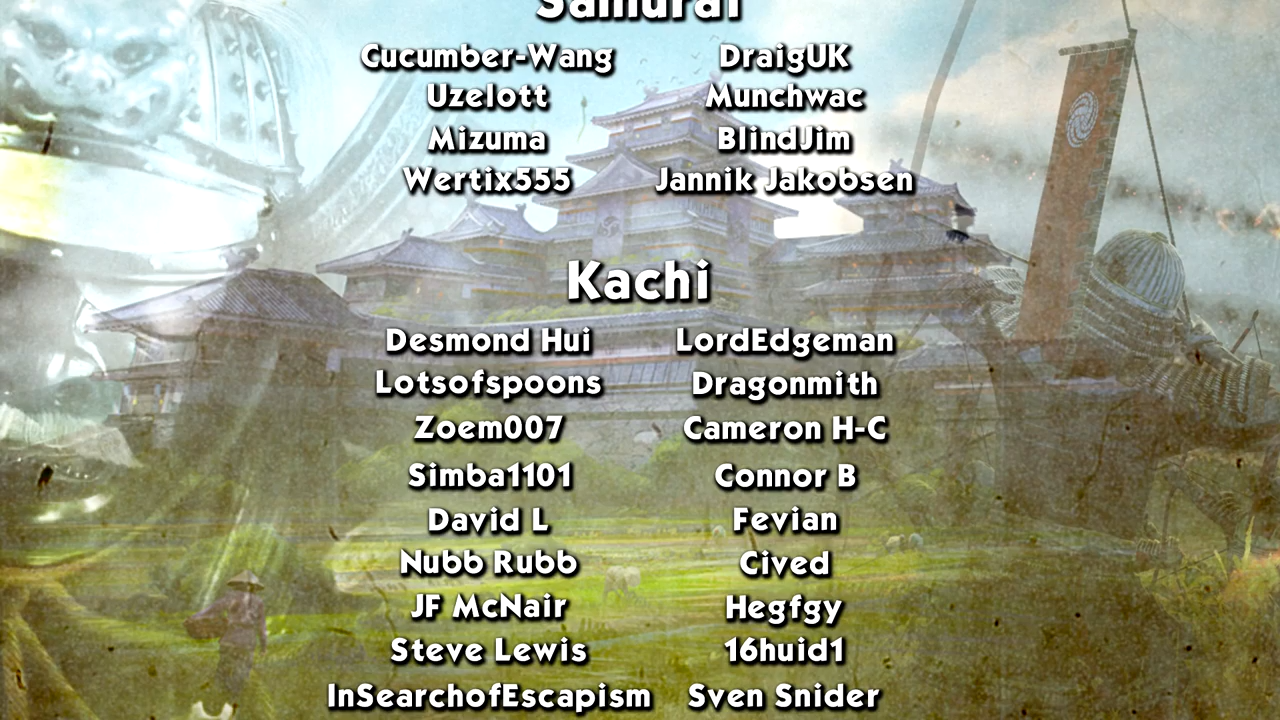 Samurai
Cucumber-Wang DraigUK
Uzelott Munchwac
Mizuma BlindJim
Wertix555 Jannik Jakobsen
Kachi
Desmond Hui LordEdgeman
Lotsofspoons Dragonmith
Zoem007 Cameron H-C
Simba1101 Connor B
David L Fevian
Nubb Rubb Cived
JF McNair Hegfgy
Steve Lewis 16huid1
InSearchofEscapism Sven Snider